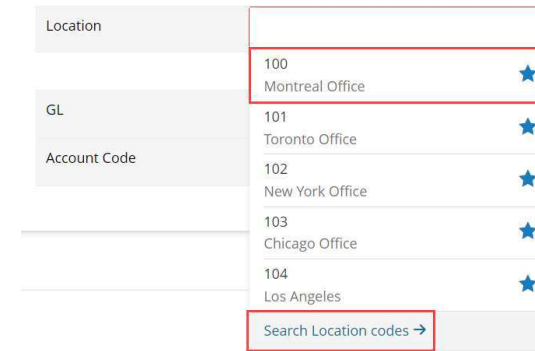 Location
100
Montreal Office
GL
101
Toronto Office
Account Code
102
New York Office
103
Chicago Office
104
Los Angeles
Search Location codes →